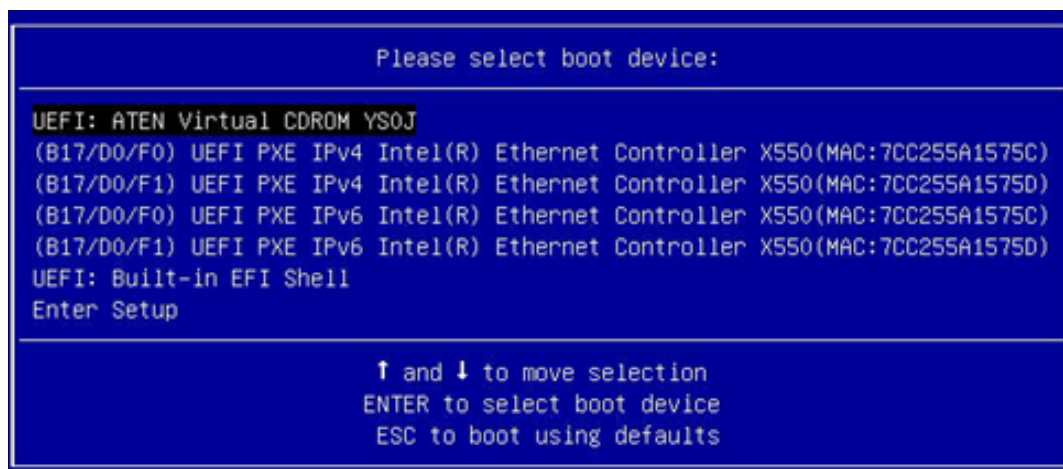 Please select boot device:
UEFI: ATEN Virtual CDROM YS0J
(B17/D0/F0) UEFI PXE IPv4 Intel(R) Ethernet Controller X550(MAC:7CC255A1575C)
(B17/D0/F1) UEFI PXE IPv4 Intel(R) Ethernet Controller X550(MAC:7CC255A1575D)
(B17/D0/F0) UEFI PXE IPv6 Intel(R) Ethernet Controller X550(MAC:7CC255A1575C)
(B17/D0/F1) UEFI PXE IPv6 Intel(R) Ethernet Controller X550(MAC:7CC255A1575D)
UEFI: Built-in EFI Shell
Enter Setup
↑ and ↓ to move selection
ENTER to select boot device
ESC to boot using defaults